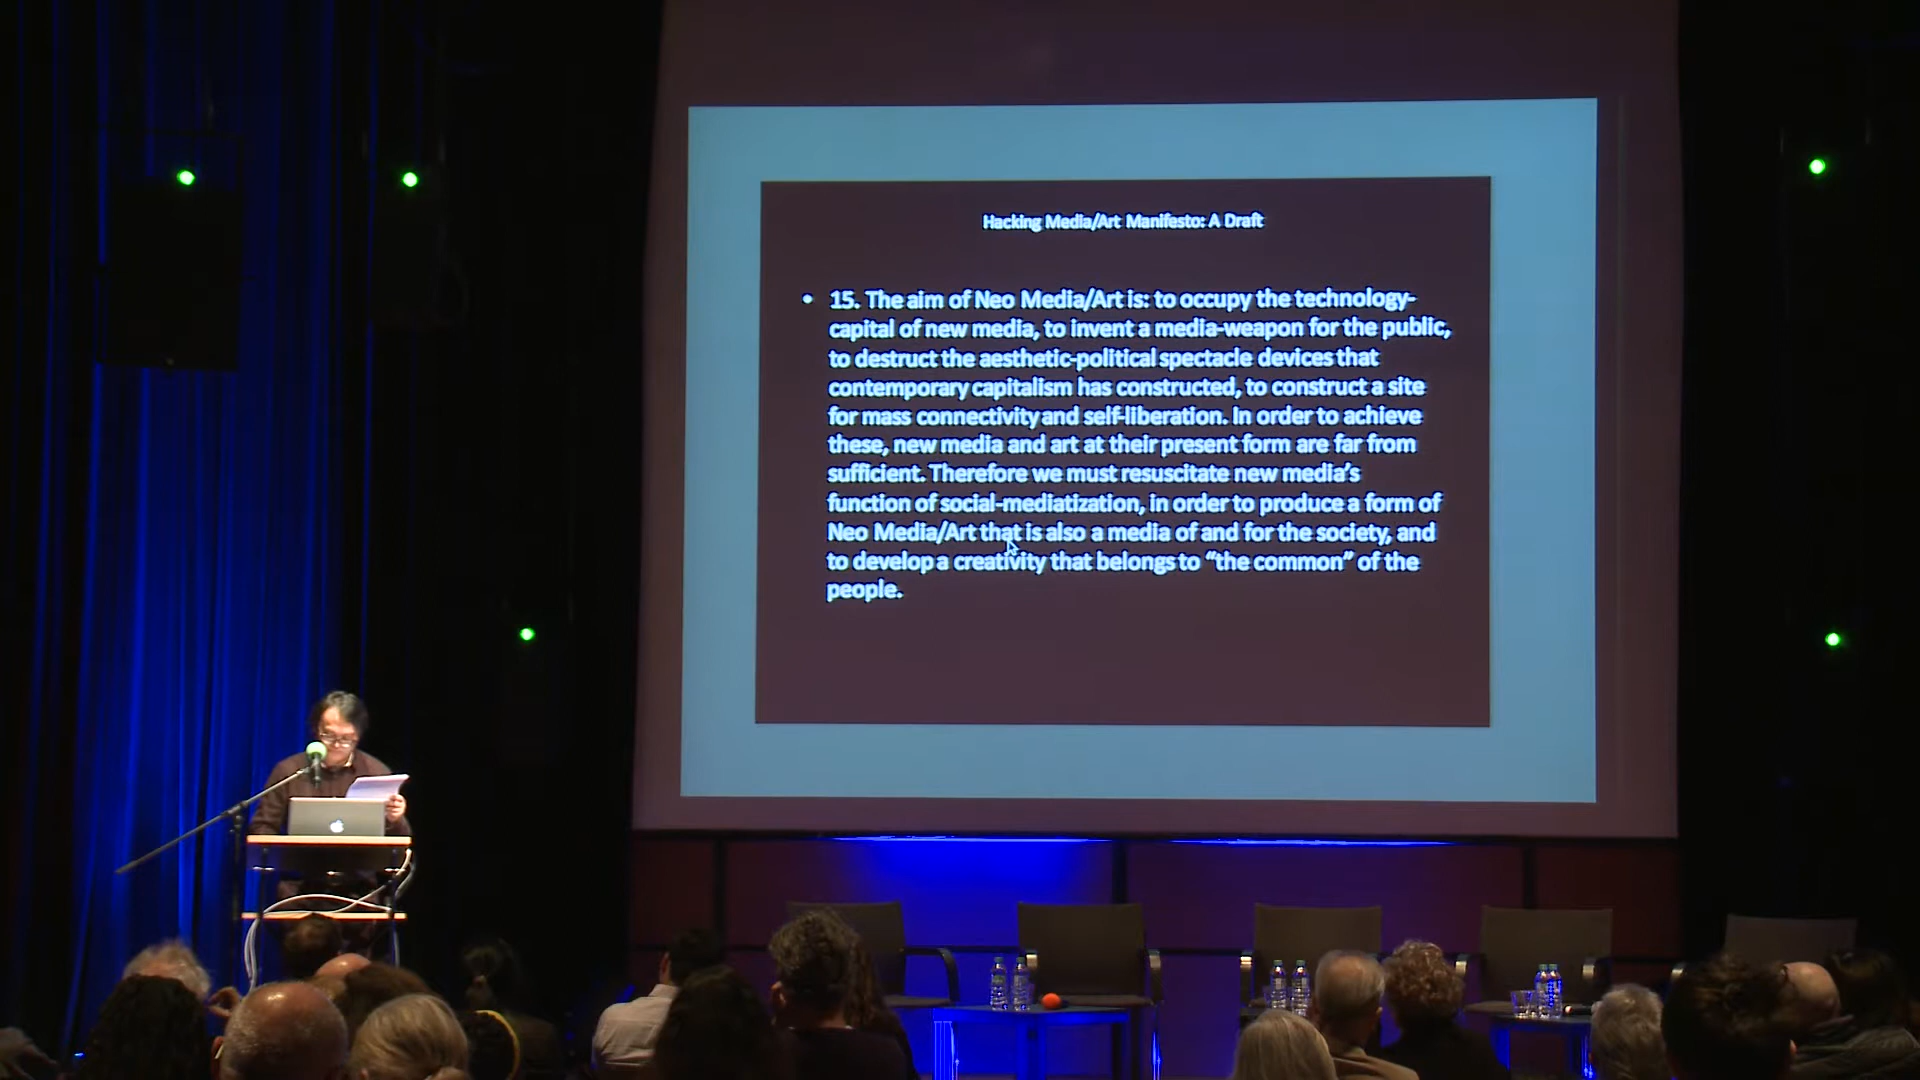 Hacking Media/Art Manifesto: A Draft
• 15. The aim of Neo Media/Art is: to occupy the technology-
capital of new media, to invent a media-weapon for the public,
to destruct the aesthetic-political spectacle devices that
contemporary capitalism has constructed, to construct a site
for mass connectivity and self-liberation. In order to achieve
these, new media and art at their present form are far from
sufficient. Therefore we must resuscitate new media's
function of social-mediatization, in order to produce a form of
Neo Media/Art that is also a media of and for the society, and
to develop a creativity that belongs to “the common” of the
people.